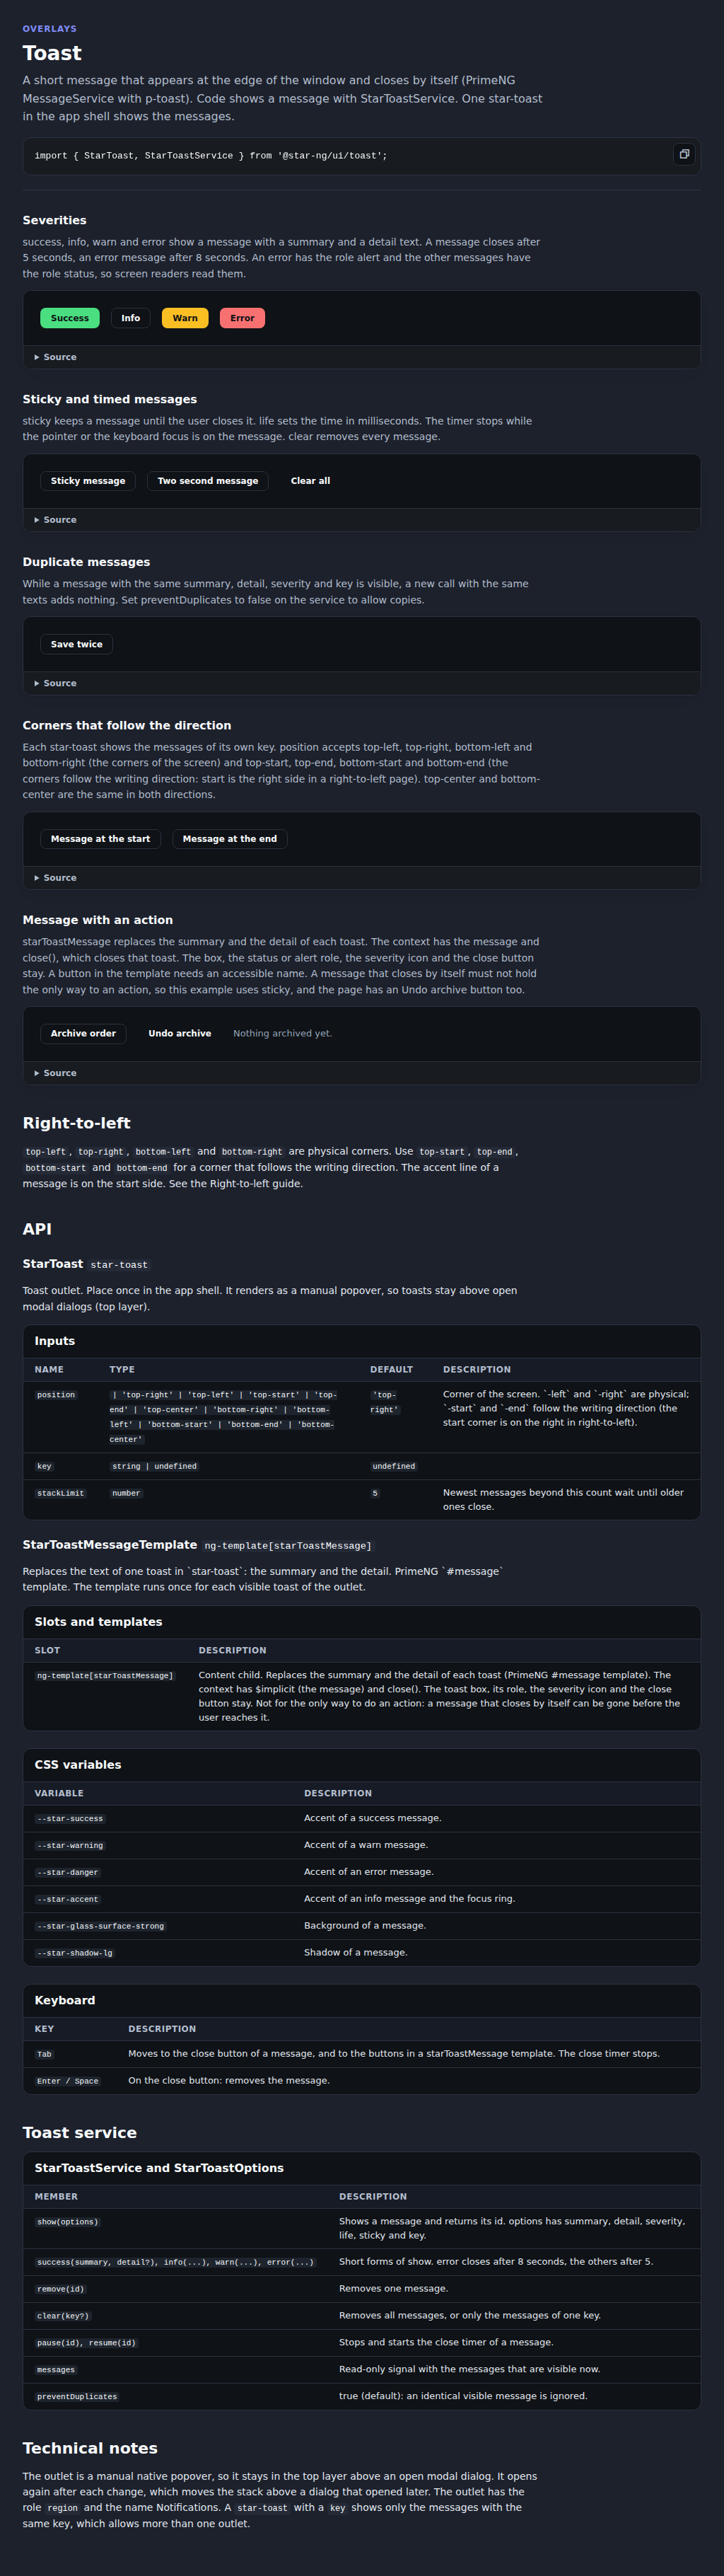 OVERLAYS
Toast
A short message that appears at the edge of the window and closes by itself (PrimeNG
MessageService with p-toast). Code shows a message with StarToastService. One star-toast
in the app shell shows the messages.
import { StarToast, StarToastService } from '@star-ng/ui/toast';
Severities
success, info, warn and error show a message with a summary and a detail text. A message closes after
5 seconds, an error message after 8 seconds. An error has the role alert and the other messages have
the role status, so screen readers read them.
Success Info Warn Error
Source
Sticky and timed messages
sticky keeps a message until the user closes it. life sets the time in milliseconds. The timer stops while
the pointer or the keyboard focus is on the message. clear removes every message.
Sticky message Two second message Clear all
Source
Duplicate messages
While a message with the same summary, detail, severity and key is visible, a new call with the same
texts adds nothing. Set preventDuplicates to false on the service to allow copies.
Save twice
Source
Corners that follow the direction
Each star-toast shows the messages of its own key. position accepts top-left, top-right, bottom-left and
bottom-right (the corners of the screen) and top-start, top-end, bottom-start and bottom-end (the
corners follow the writing direction: start is the right side in a right-to-left page). top-center and bottom-
center are the same in both directions.
Message at the start Message at the end
Source
Message with an action
starToastMessage replaces the summary and the detail of each toast. The context has the message and
close(), which closes that toast. The box, the status or alert role, the severity icon and the close button
stay. A button in the template needs an accessible name. A message that closes by itself must not hold
the only way to an action, so this example uses sticky, and the page has an Undo archive button too.
Archive order Undo archive Nothing archived yet.
Source
Right-to-left
top-left , top-right , bottom-left and bottom-right are physical corners. Use top-start , top-end ,
bottom-start and bottom-end for a corner that follows the writing direction. The accent line of a
message is on the start side. See the Right-to-left guide.
API
StarToast star-toast
Toast outlet. Place once in the app shell. It renders as a manual popover, so toasts stay above open
modal dialogs (top layer).
Inputs
NAME TYPE DEFAULT DESCRIPTION
position | 'top-right' | 'top-left' | 'top-start' | 'top- 'top- Corner of the screen. `-left` and `-right` are physical;
end' | 'top-center' | 'bottom-right' | 'bottom- right' `-start` and `-end` follow the writing direction (the
left' | 'bottom-start' | 'bottom-end' | 'bottom- start corner is on the right in right-to-left).
center'
key string | undefined undefined
stackLimit number 5 Newest messages beyond this count wait until older
ones close.
StarToastMessageTemplate ng-template[starToastMessage]
Replaces the text of one toast in `star-toast`: the summary and the detail. PrimeNG `#message`
template. The template runs once for each visible toast of the outlet.
Slots and templates
SLOT DESCRIPTION
ng-template[starToastMessage] Content child. Replaces the summary and the detail of each toast (PrimeNG #message template). The
context has $implicit (the message) and close(). The toast box, its role, the severity icon and the close
button stay. Not for the only way to do an action: a message that closes by itself can be gone before the
user reaches it.
CSS variables
VARIABLE DESCRIPTION
--star-success Accent of a success message.
--star-warning Accent of a warn message.
--star-danger Accent of an error message.
--star-accent Accent of an info message and the focus ring.
--star-glass-surface-strong Background of a message.
--star-shadow-lg Shadow of a message.
Keyboard
KEY DESCRIPTION
Tab Moves to the close button of a message, and to the buttons in a starToastMessage template. The close timer stops.
Enter / Space On the close button: removes the message.
Toast service
StarToastService and StarToastOptions
MEMBER DESCRIPTION
show(options) Shows a message and returns its id. options has summary, detail, severity,
life, sticky and key.
success(summary, detail?), info(...), warn(...), error(...) Short forms of show. error closes after 8 seconds, the others after 5.
remove(id) Removes one message.
clear(key?) Removes all messages, or only the messages of one key.
pause(id), resume(id) Stops and starts the close timer of a message.
messages Read-only signal with the messages that are visible now.
preventDuplicates true (default): an identical visible message is ignored.
Technical notes
The outlet is a manual native popover, so it stays in the top layer above an open modal dialog. It opens
again after each change, which moves the stack above a dialog that opened later. The outlet has the
role region and the name Notifications. A star-toast with a key shows only the messages with the
same key, which allows more than one outlet.